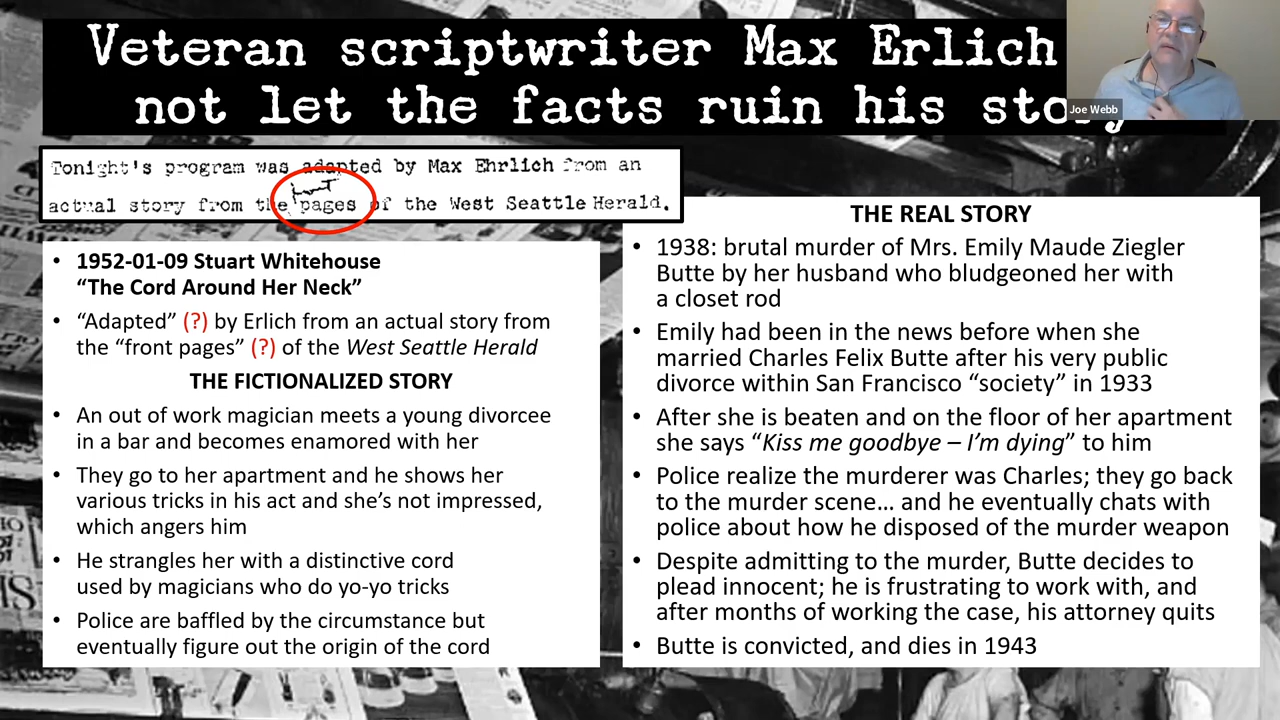 Veteran scriptwriter Max Erlich
not let the facts ruin his story
Joe Webb
Tonight's program was adapted by Max Ehrlich from an
front
actual story from the pages of the West Seattle Herald.
• 1952-01-09 Stuart Whitehouse
“The Cord Around Her Neck”
• “Adapted” (?) by Erlich from an actual story from
the “front pages” (?) of the West Seattle Herald
THE FICTIONALIZED STORY
• An out of work magician meets a young divorcee
in a bar and becomes enamored with her
• They go to her apartment and he shows her
various tricks in his act and she’s not impressed,
which angers him
• He strangles her with a distinctive cord
used by magicians who do yo-yo tricks
• Police are baffled by the circumstance but
eventually figure out the origin of the cord
THE REAL STORY
• 1938: brutal murder of Mrs. Emily Maude Ziegler
Butte by her husband who bludgeoned her with
a closet rod
• Emily had been in the news before when she
married Charles Felix Butte after his very public
divorce within San Francisco “society” in 1933
• After she is beaten and on the floor of her apartment
she says “Kiss me goodbye – I’m dying” to him
• Police realize the murderer was Charles; they go back
to the murder scene… and he eventually chats with
police about how he disposed of the murder weapon
• Despite admitting to the murder, Butte decides to
plead innocent; he is frustrating to work with, and
after months of working the case, his attorney quits
• Butte is convicted, and dies in 1943